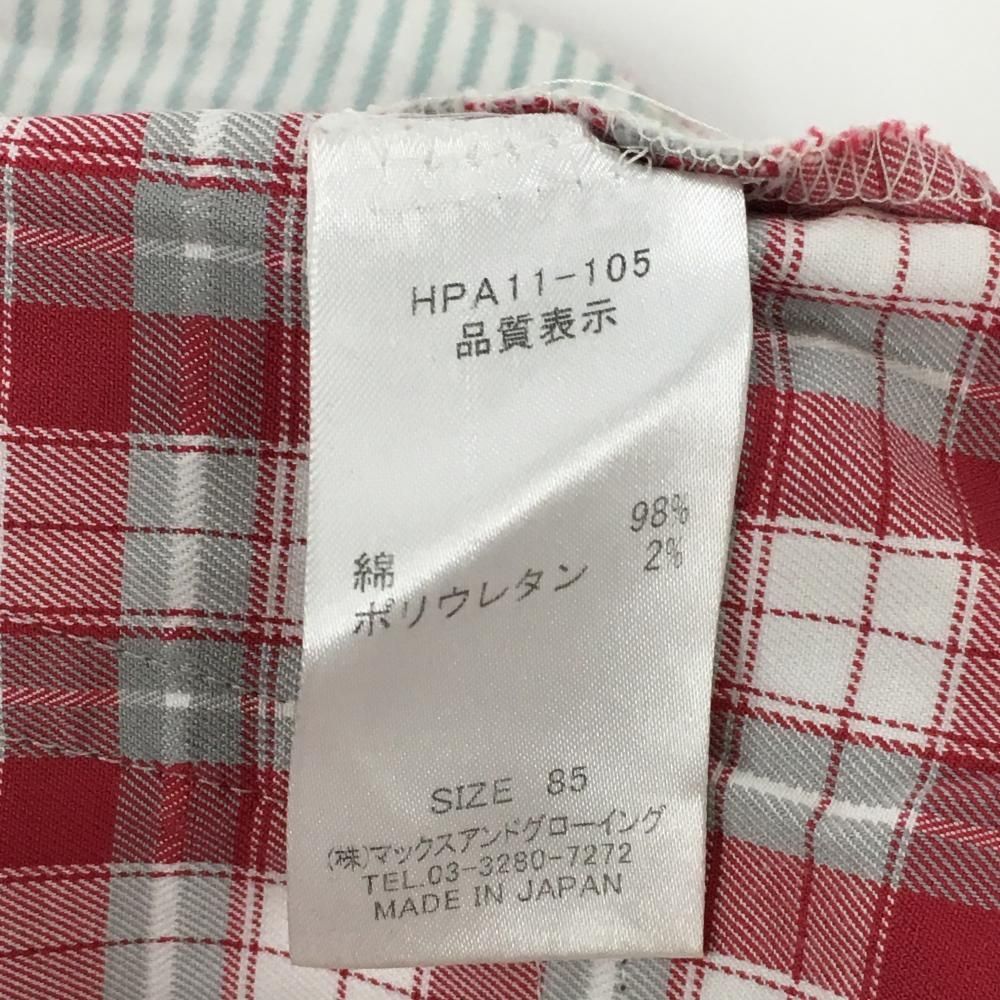 HPA11-105
品質表示
綿 98%
ポリウレタン 2%
SIZE 85
(株)マックスアンドグローイング
TEL.03-3280-7272
MADE IN JAPAN